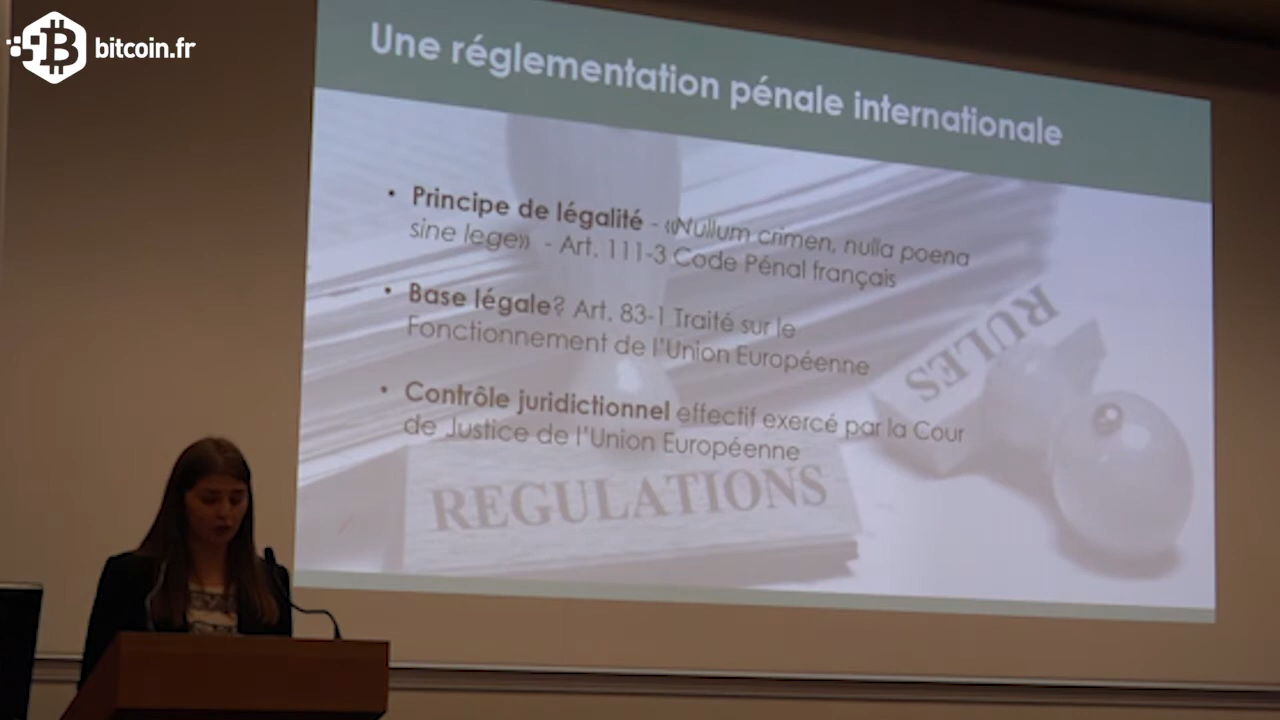 bitcoin.fr
Une réglementation pénale internationale
• Principe de légalité - «Nullum crimen, nulla poena
sine lege» - Art. 111-3 Code Pénal français
• Base légale? Art. 83-1 Traité sur le
Fonctionnement de l'Union Européenne
• Contrôle juridictionnel effectif exercé par la Cour
de Justice de l'Union Européenne
RULES
REGULATIONS